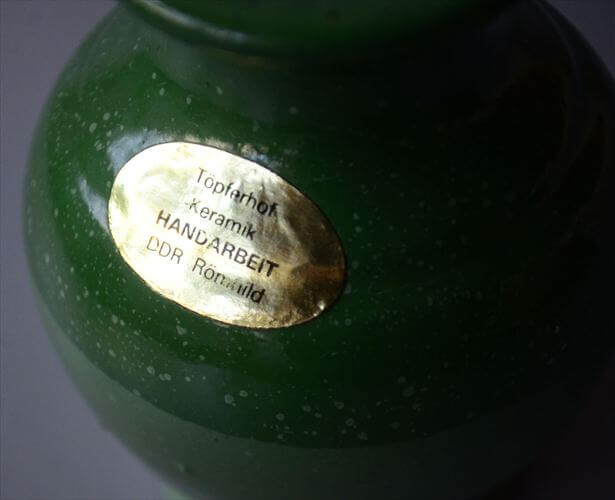 Töpferhof
-Keramik
HANDARBEIT
DDR Römhild